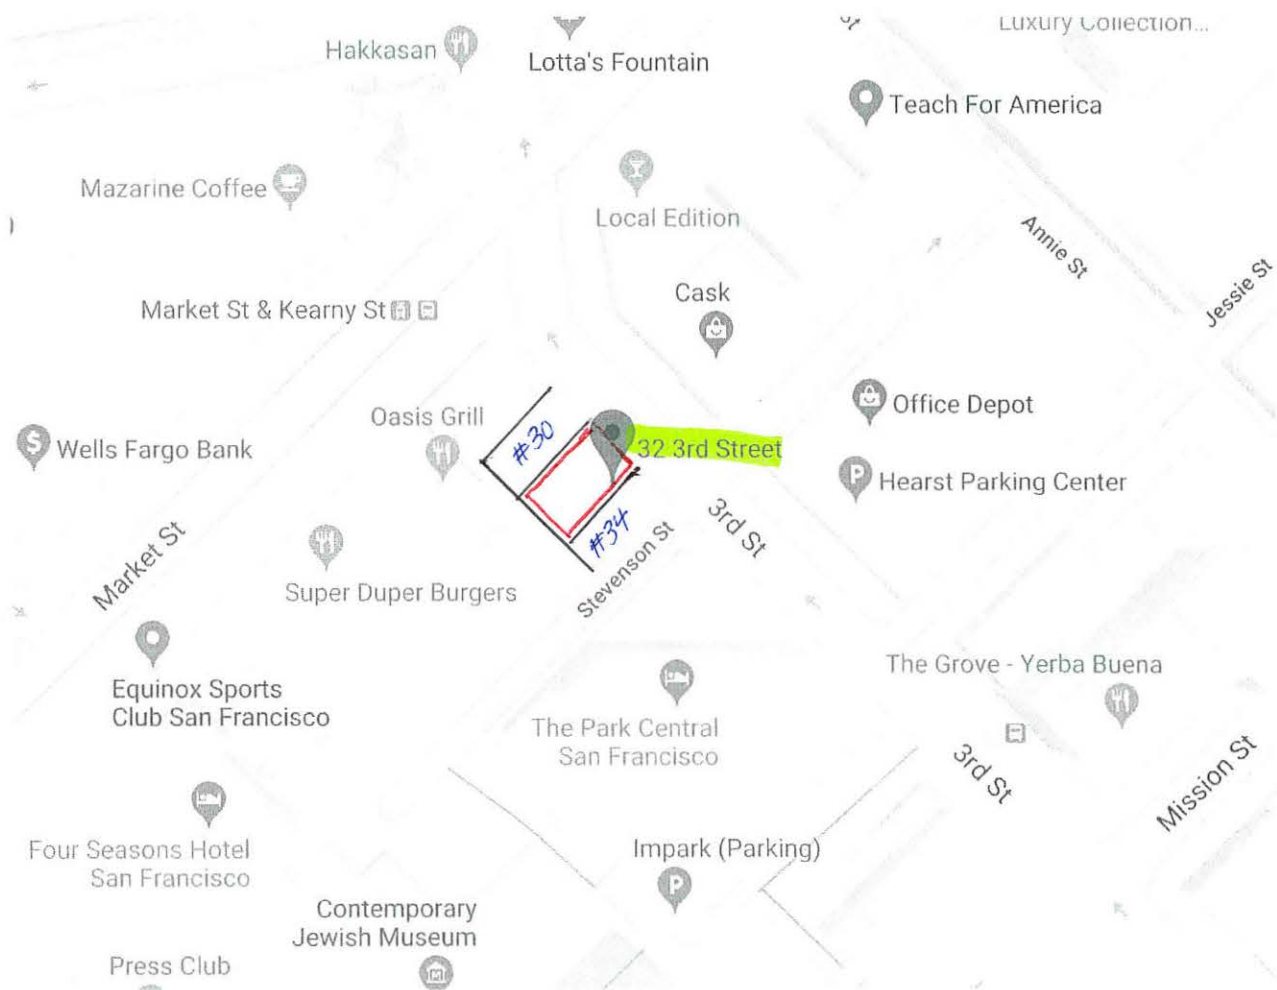 Luxury Collection...
St
Hakkasan
Lotta's Fountain
Teach For America
Mazarine Coffee
Local Edition
Annie St
Jessie St
Cask
Market St & Kearny St
Oasis Grill
#30
Office Depot
Wells Fargo Bank
32 3rd Street
Hearst Parking Center
#34
3rd St
Market St
Stevenson St
Super Duper Burgers
The Grove - Yerba Buena
Equinox Sports
Club San Francisco
The Park Central
San Francisco
3rd St
Mission St
Four Seasons Hotel
San Francisco
Impark (Parking)
P
Contemporary
Jewish Museum
Press Club